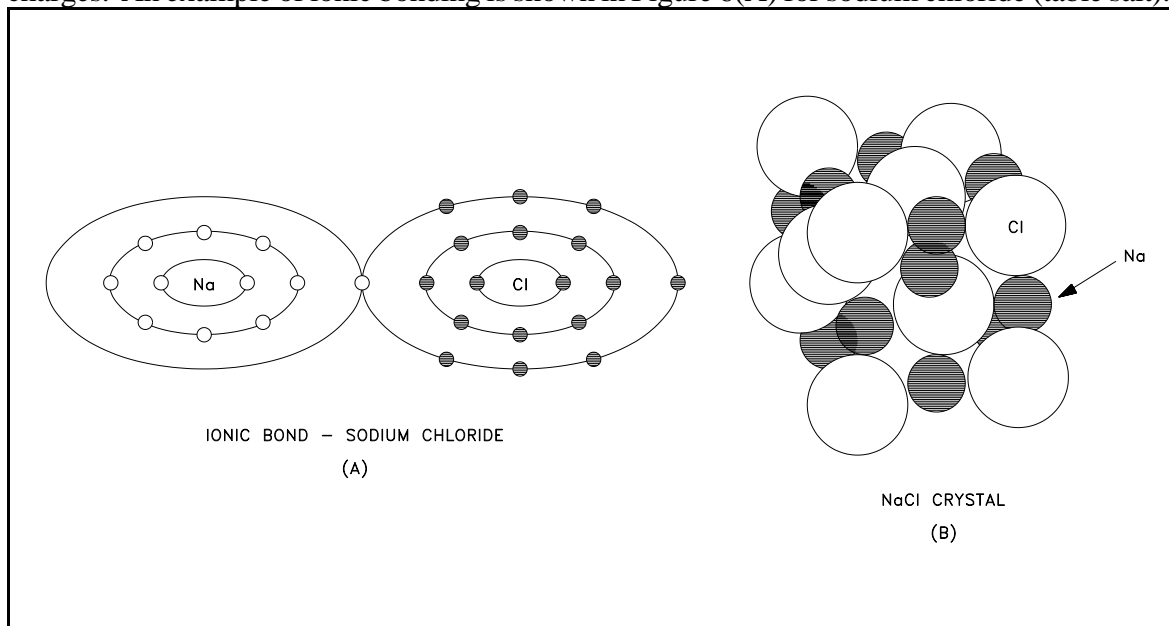 charges. An example of ionic bonding is shown in Figure 6(A) for sodium chloride (table salt).
Na
Cl
Cl
Na
IONIC BOND – SODIUM CHLORIDE
(A)
NaCl CRYSTAL
(B)